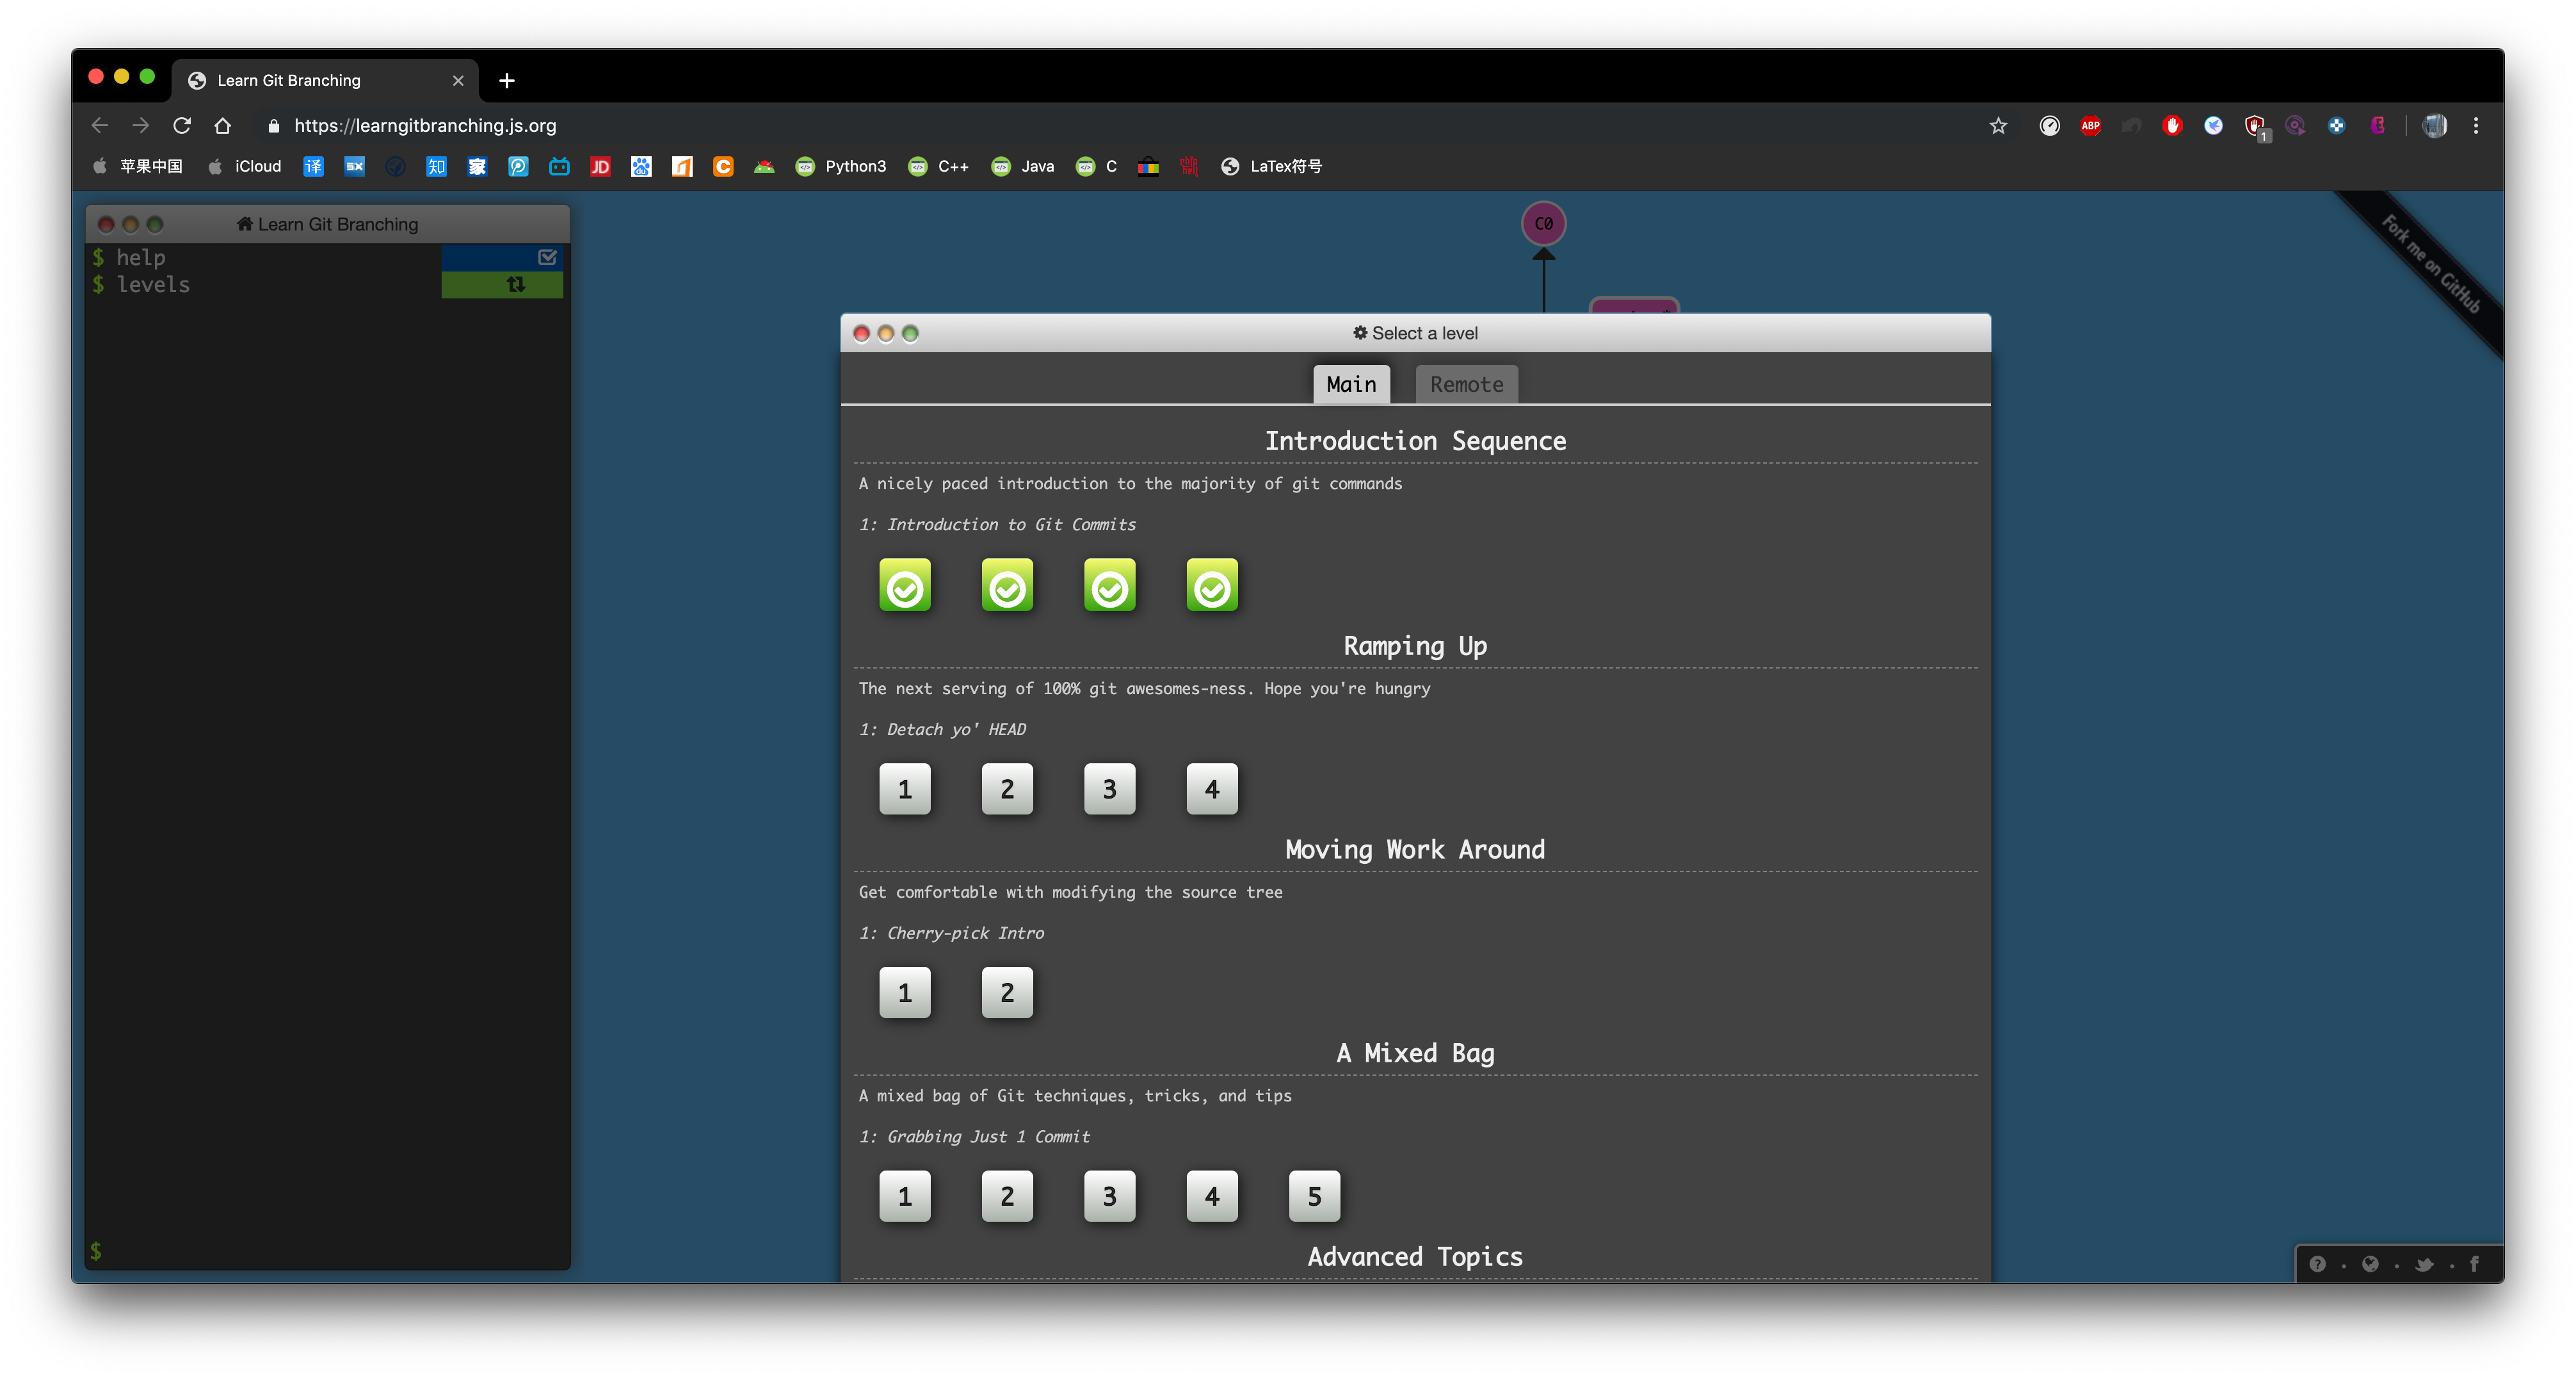 Learn Git Branching
https://learngitbranching.js.org
ABP
1
苹果中国 iCloud 译 sx 知 家 JD du C Python3 C++ Java C LaTex符号
Learn Git Branching
$ help
$ levels
$
C0
Fork me on GitHub
Select a level
Main Remote
Introduction Sequence
A nicely paced introduction to the majority of git commands
1: Introduction to Git Commits
Ramping Up
The next serving of 100% git awesomes-ness. Hope you're hungry
1: Detach yo' HEAD
1 2 3 4
Moving Work Around
Get comfortable with modifying the source tree
1: Cherry-pick Intro
1 2
A Mixed Bag
A mixed bag of Git techniques, tricks, and tips
1: Grabbing Just 1 Commit
1 2 3 4 5
Advanced Topics